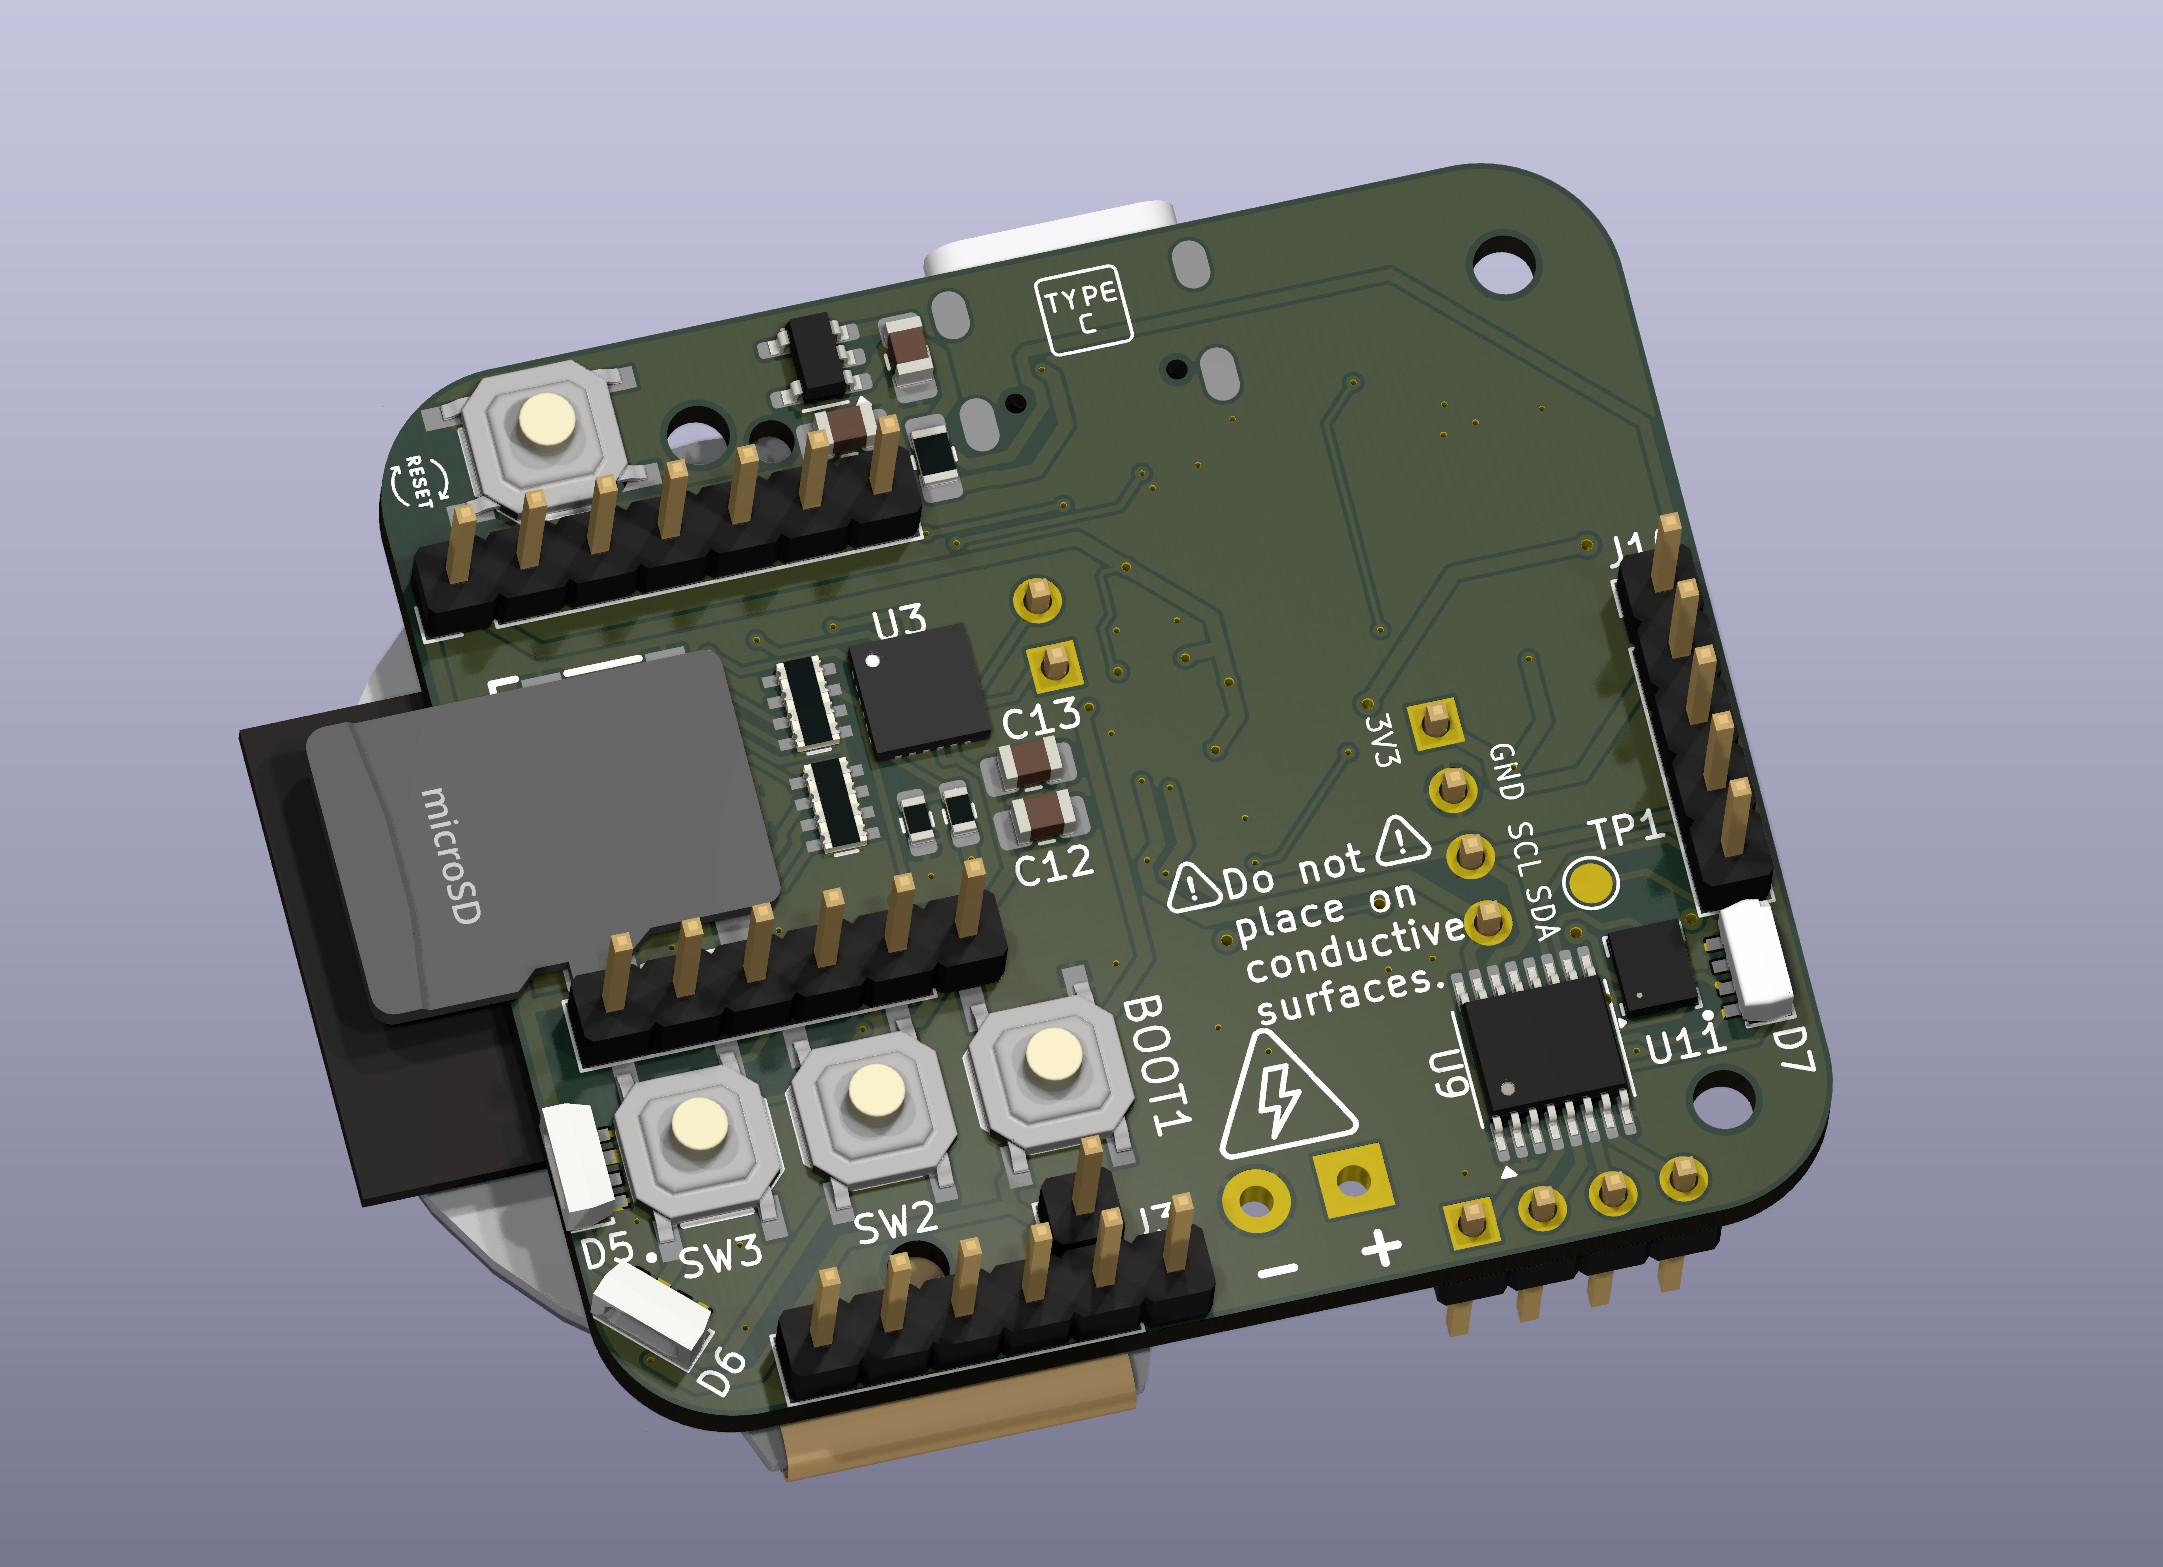 TYPE
C
RESET
U3
C13
C12
microSD
3V3
GND
SCL SDA
TP1
Do not
place on
conductive
surfaces.
BOOT1
U9
U11
D7
SW2
SW3
D5
D6
- +